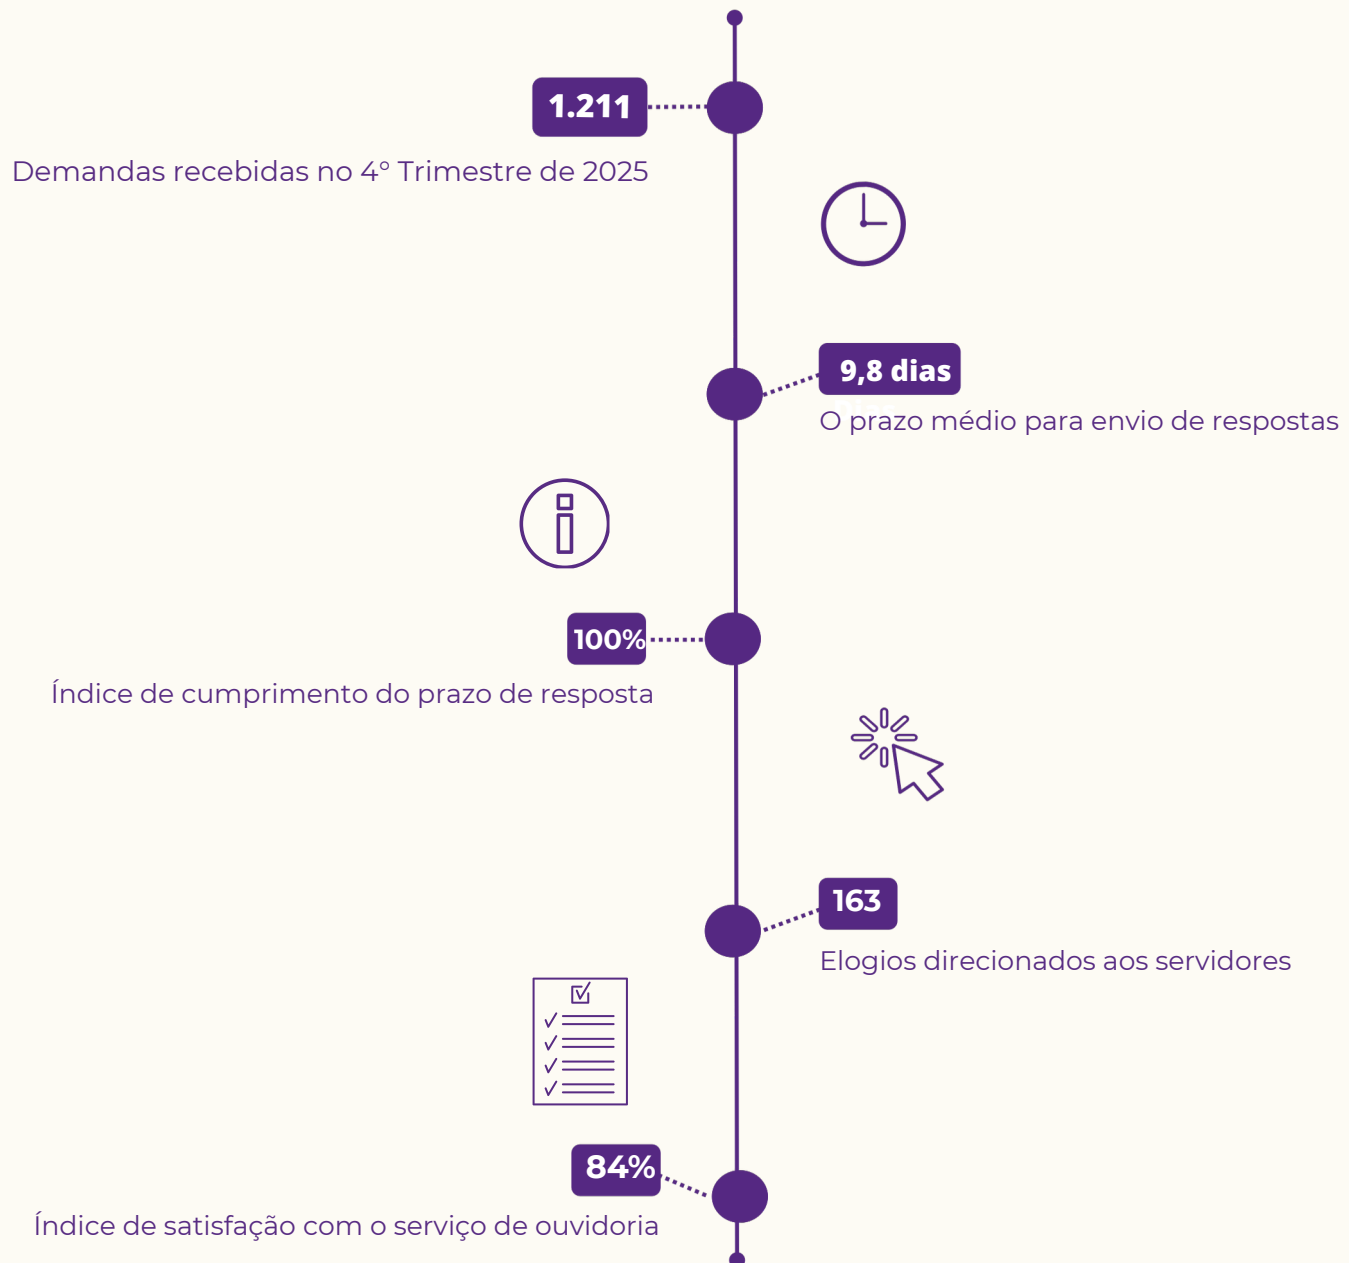 1.211
Demandas recebidas no 4° Trimestre de 2025
9,8 dias
O prazo médio para envio de respostas
100%
Índice de cumprimento do prazo de resposta
163
Elogios direcionados aos servidores
84%
Índice de satisfação com o serviço de ouvidoria